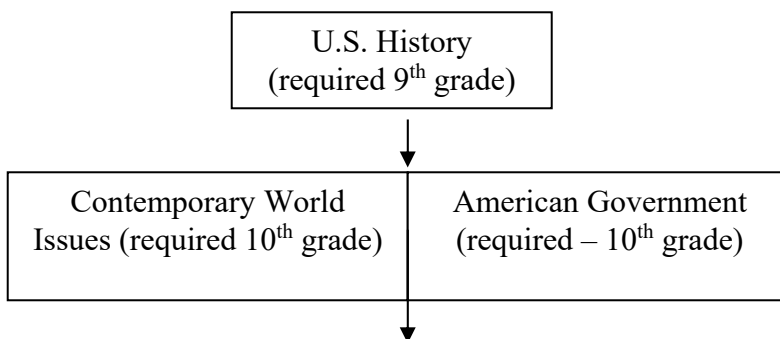 U.S. History
(required 9th grade)
Contemporary World
Issues (required 10th grade)
American Government
(required – 10th grade)